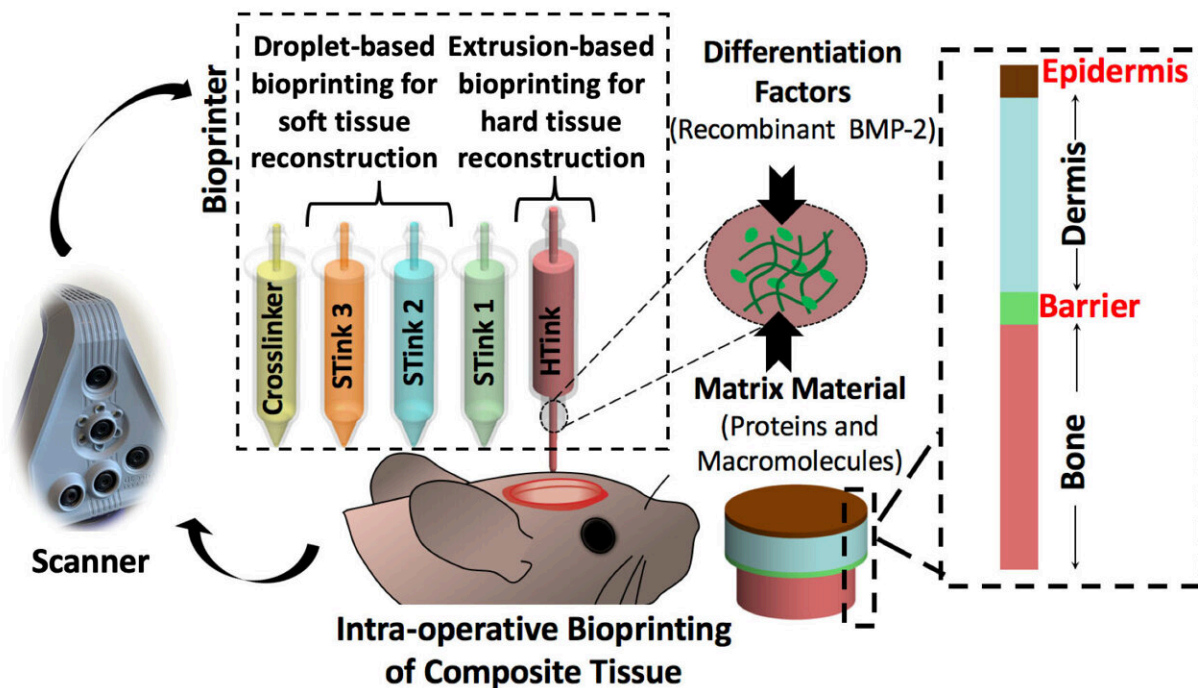 Droplet-based
bioprinting for
soft tissue
reconstruction
Extrusion-based
bioprinting for
hard tissue
reconstruction
Bioprinter
Crosslinker
STink 3
STink 2
STink 1
HTink
Differentiation
Factors
(Recombinant BMP-2)
Matrix Material
(Proteins and
Macromolecules)
Epidermis
Dermis
Barrier
Bone
Scanner
Intra-operative Bioprinting
of Composite Tissue